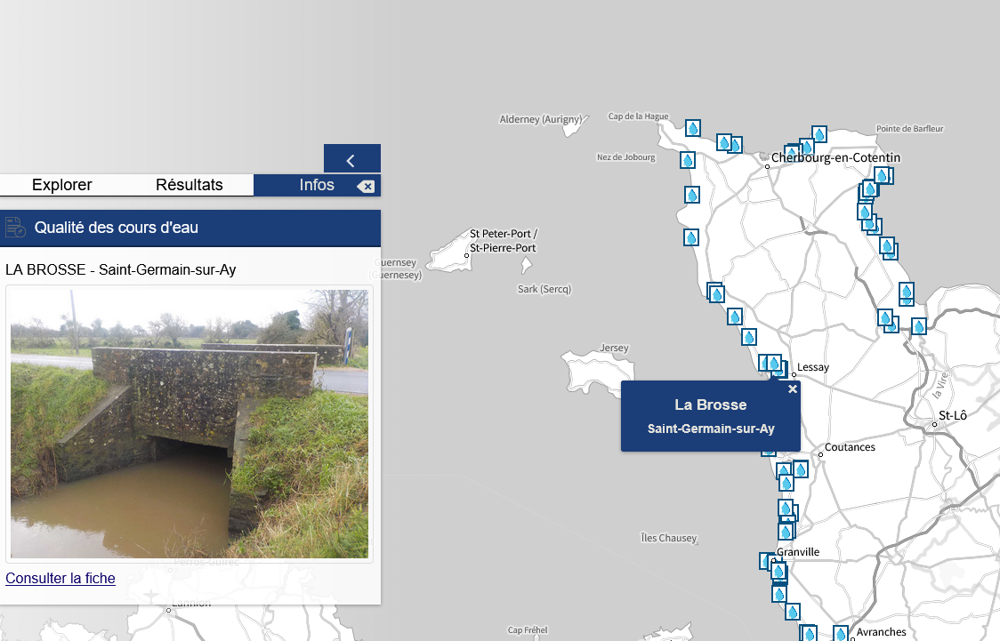 Explorer
Résultats
Infos
Qualité des cours d'eau
LA BROSSE - Saint-Germain-sur-Ay
Consulter la fiche
Perros-Guirec
Lannion
Alderney (Aurigny)
Cap de la Hague
Pointe de Barfleur
Nez de Jobourg
Cherbourg-en-Cotentin
St Peter-Port /
St-Pierre-Port
Guernsey
(Guernesey)
Sark (Sercq)
Jersey
Lessay
La Brosse
Saint-Germain-sur-Ay
la Vire
St-Lô
Coutances
Îles Chausey
Granville
Cap Fréhel
Avranches